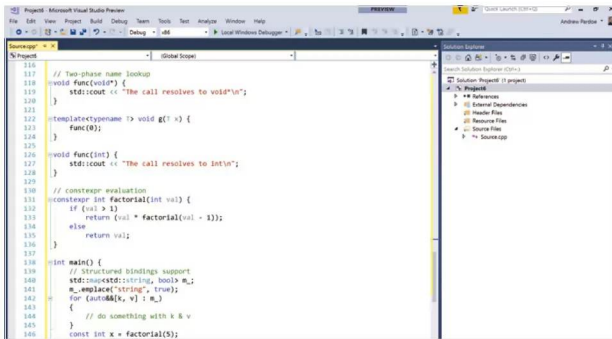 Project6 - Microsoft Visual Studio Preview
PREVIEW
Quick Launch (Ctrl+Q)
File Edit View Project Build Debug Team Tools Test Analyze Window Help
Andrew Pardoe
Debug x86 Local Windows Debugger
Source.cpp*
Project6 (Global Scope)
116
117 // Two-phase name lookup
118 void func(void*) {
119 std::cout << "The call resolves to void*\n";
120 }
121
122 template<typename T> void g(T x) {
123 func(0);
124 }
125
126 void func(int) {
127 std::cout << "The call resolves to int\n";
128 }
129
130 // constexpr evaluation
131 constexpr int factorial(int val) {
132 if (val > 1)
133 return (val * factorial(val - 1));
134 else
135 return val;
136 }
137
138 int main() {
139 // Structured bindings support
140 std::map<std::string, bool> m_;
141 m_.emplace("string", true);
142 for (auto&&[k, v] : m_)
143 {
144 // do something with k & v
145 }
146 const int x = factorial(5);
Solution Explorer
Search Solution Explorer (Ctrl+;)
Solution 'Project6' (1 project)
Project6
References
External Dependencies
Header Files
Resource Files
Source Files
Source.cpp